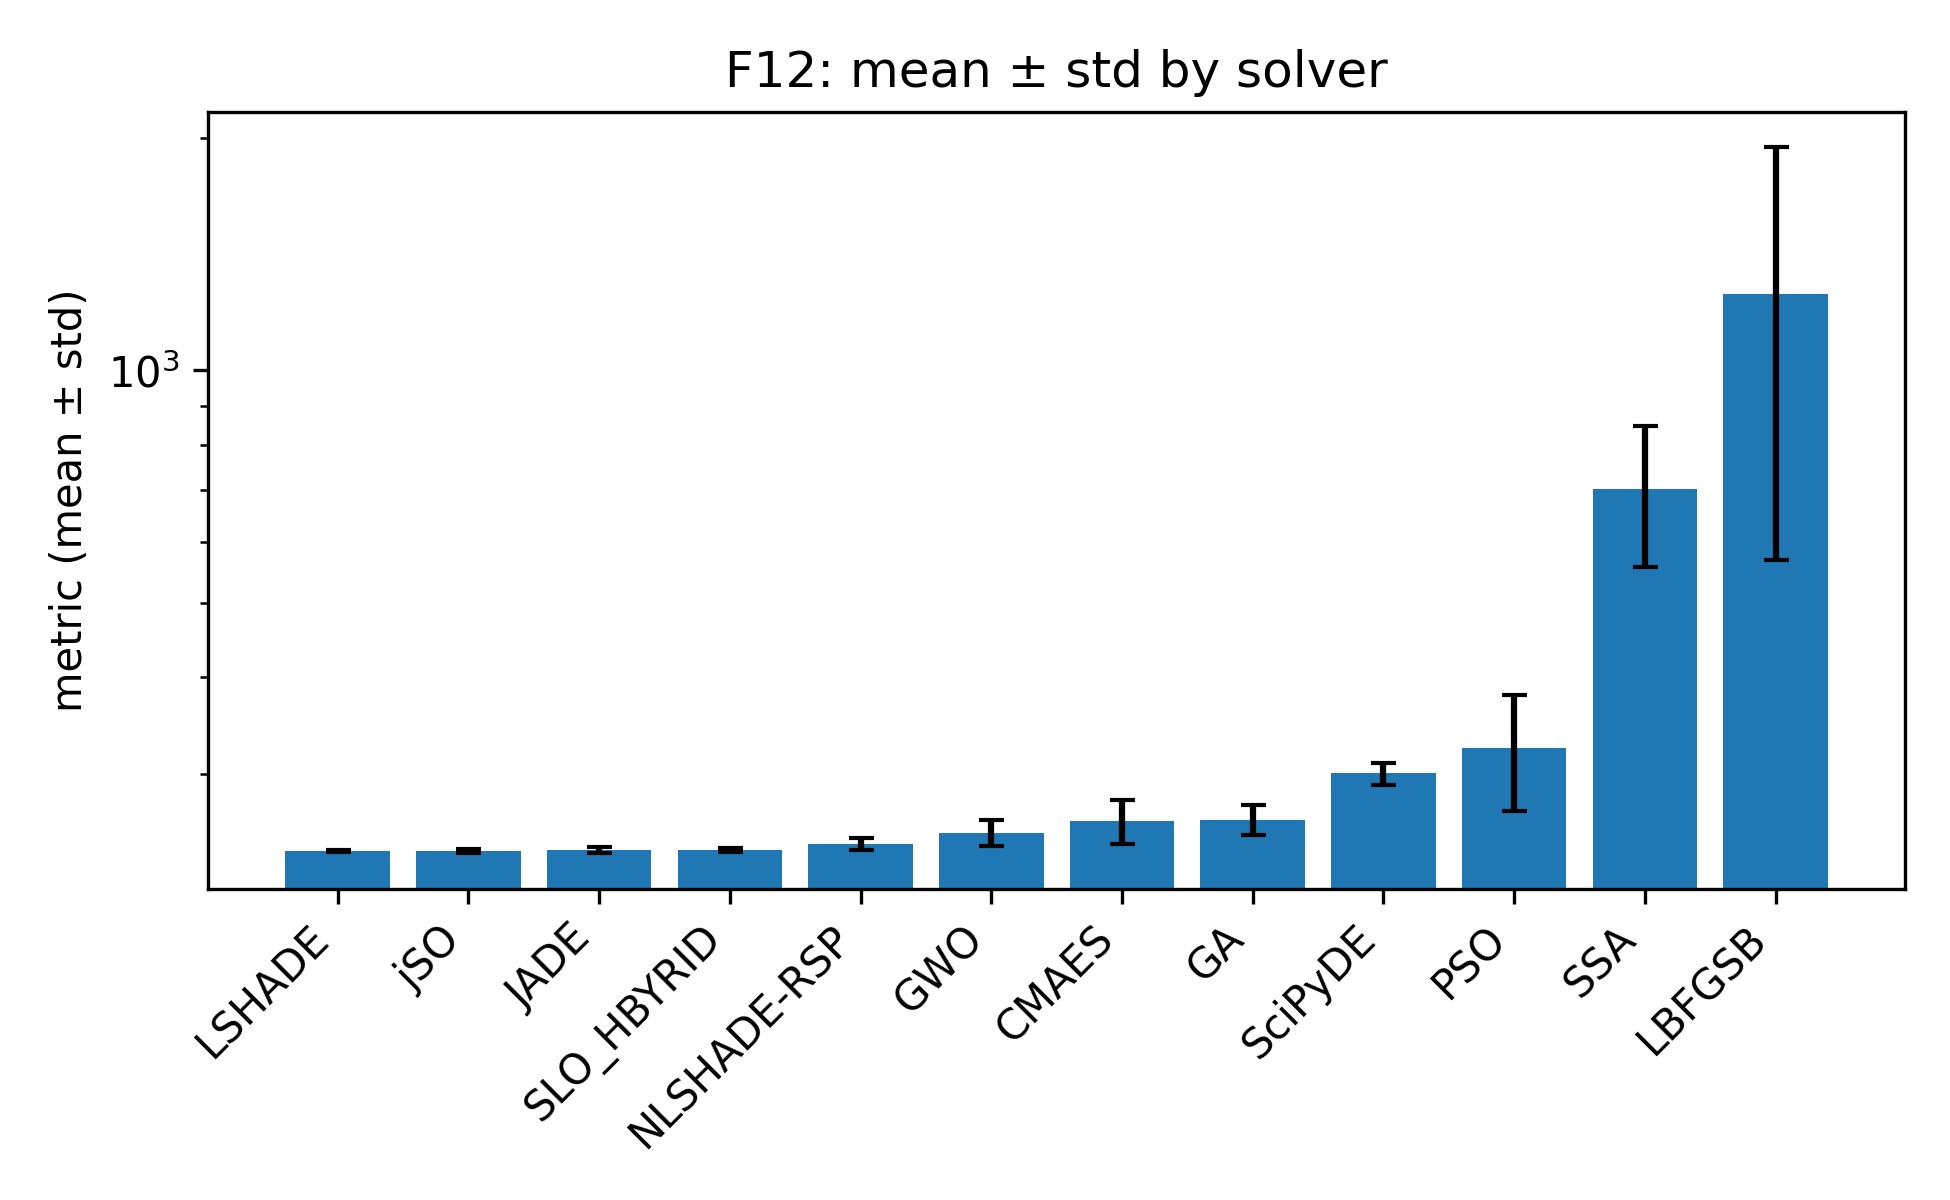 F12: mean ± std by solver
metric (mean ± std)
10³
LSHADE
jSO
JADE
SLO_HBYRID
NLSHADE-RSP
GWO
CMAES
GA
SciPyDE
PSO
SSA
LBFGSB